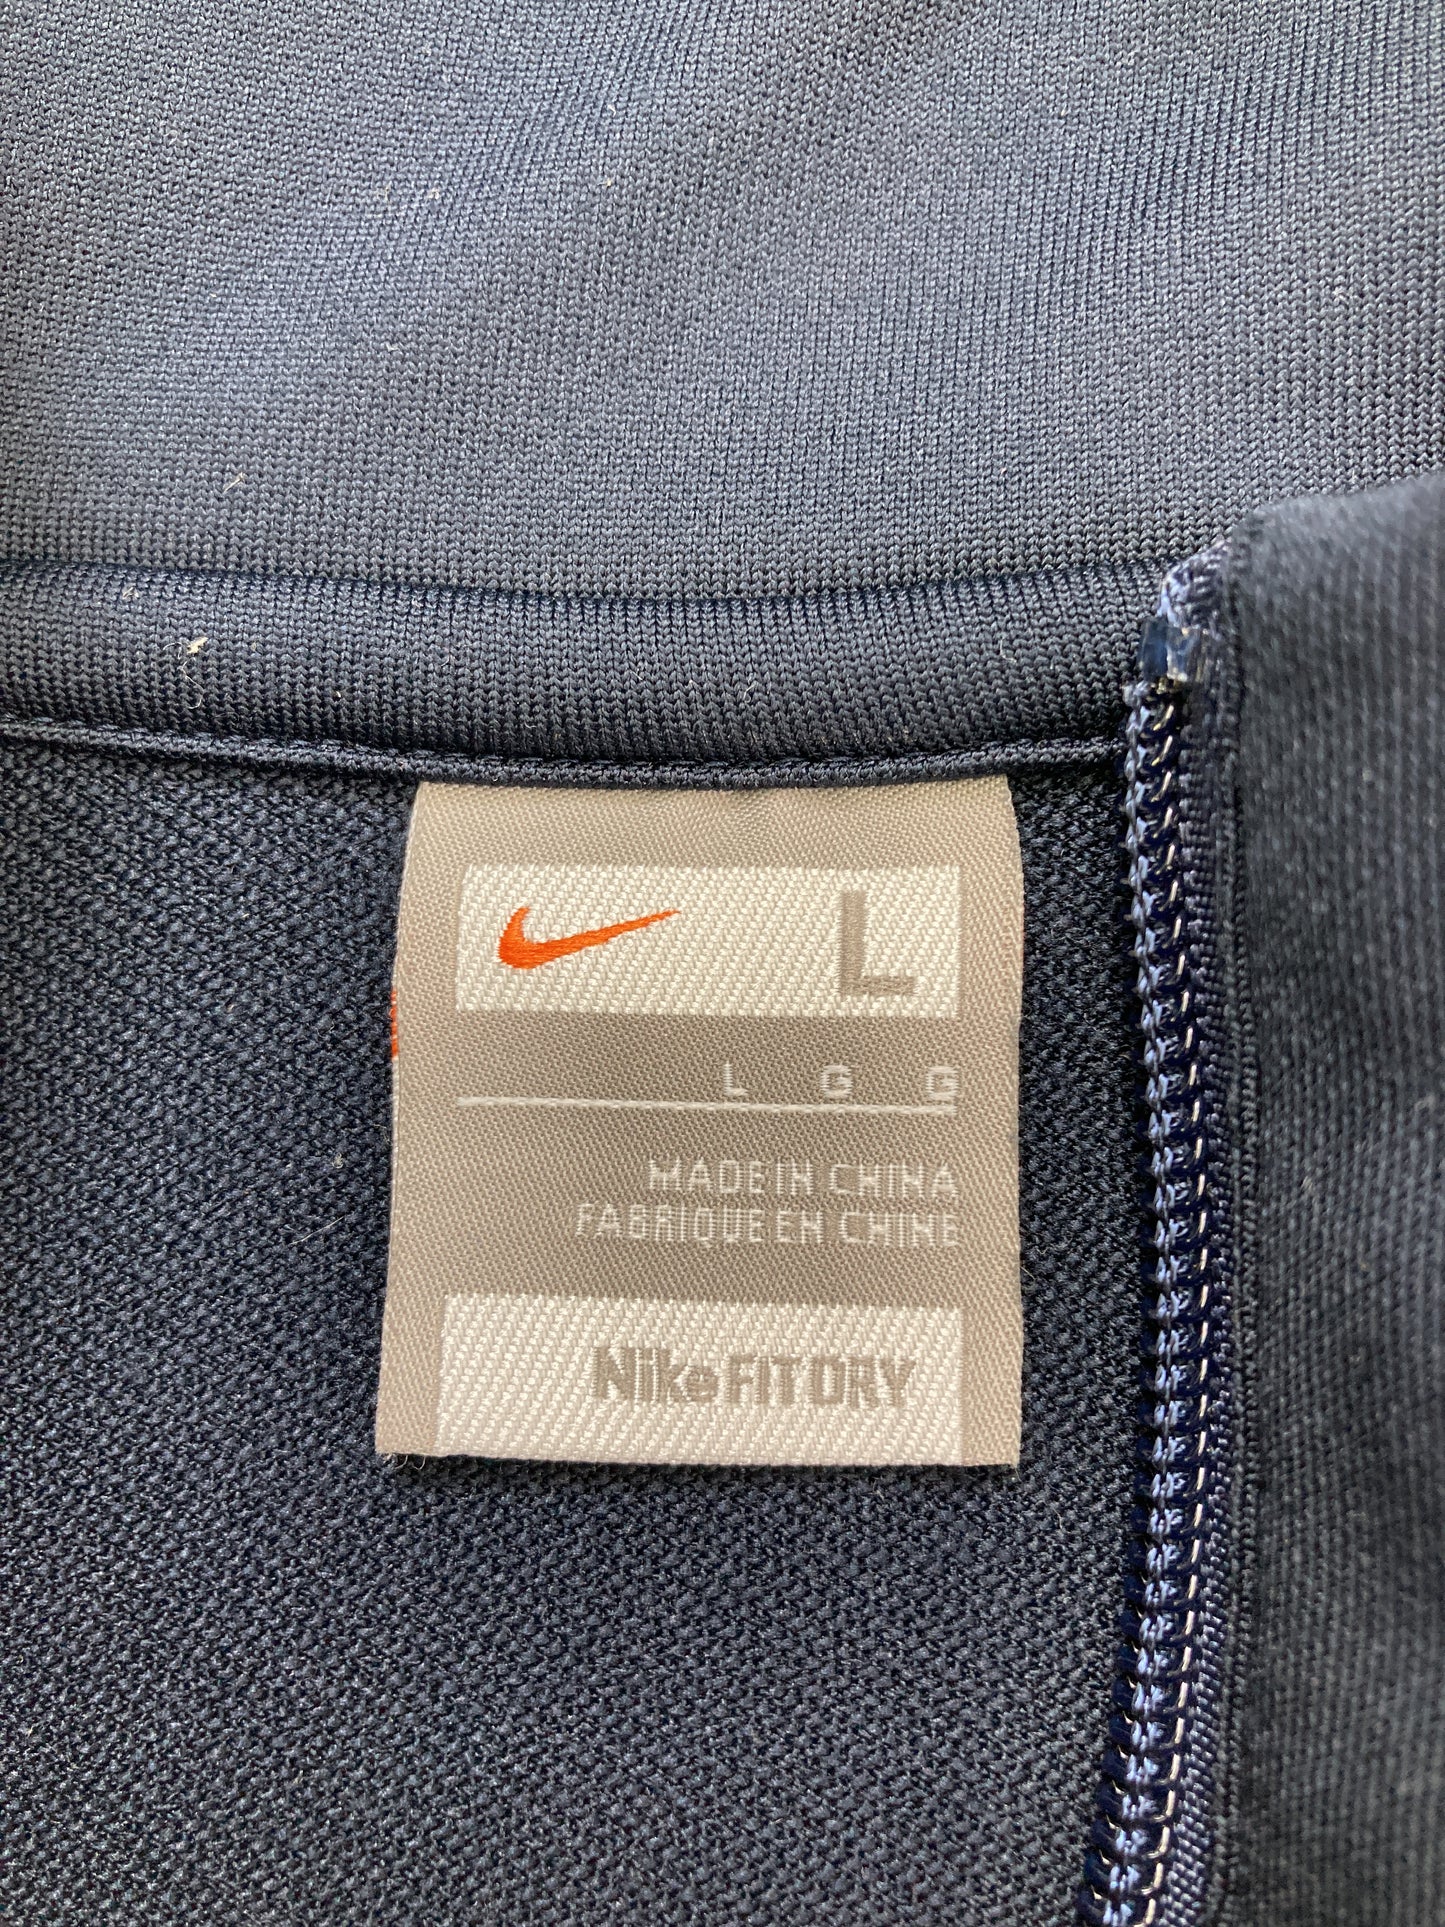 L
L G G
MADE IN CHINA
FABRIQUE EN CHINE
Nike FIT DRY